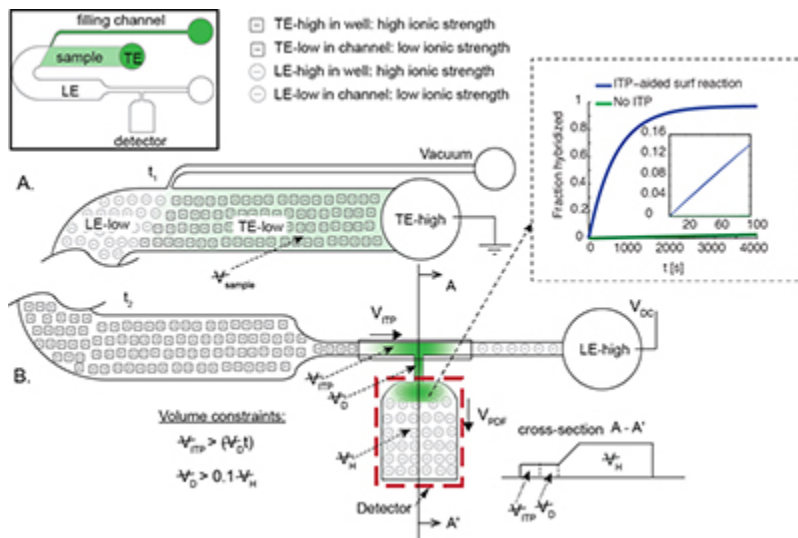 filling channel
sample
TE
LE
detector
TE-high in well: high ionic strength
TE-low in channel: low ionic strength
LE-high in well: high ionic strength
LE-low in channel: low ionic strength
ITP-aided surf reaction
No ITP
Fraction hybridized
1
0.8
0.6
0.4
0.2
0
0.16
0.12
0.08
0.04
0
20 60 100
0 1000 2000 3000 4000
t [s]
A.
t1
Vacuum
LE-low
TE-low
TE-high
Vsample
A
t2
VITP
VDC
B.
LE-high
VITP
VD
VPDF
Volume constraints:
VITP > (VDt)
VD > 0.1 VH
VH
cross-section A - A'
VH
VITP VD
Detector
A'